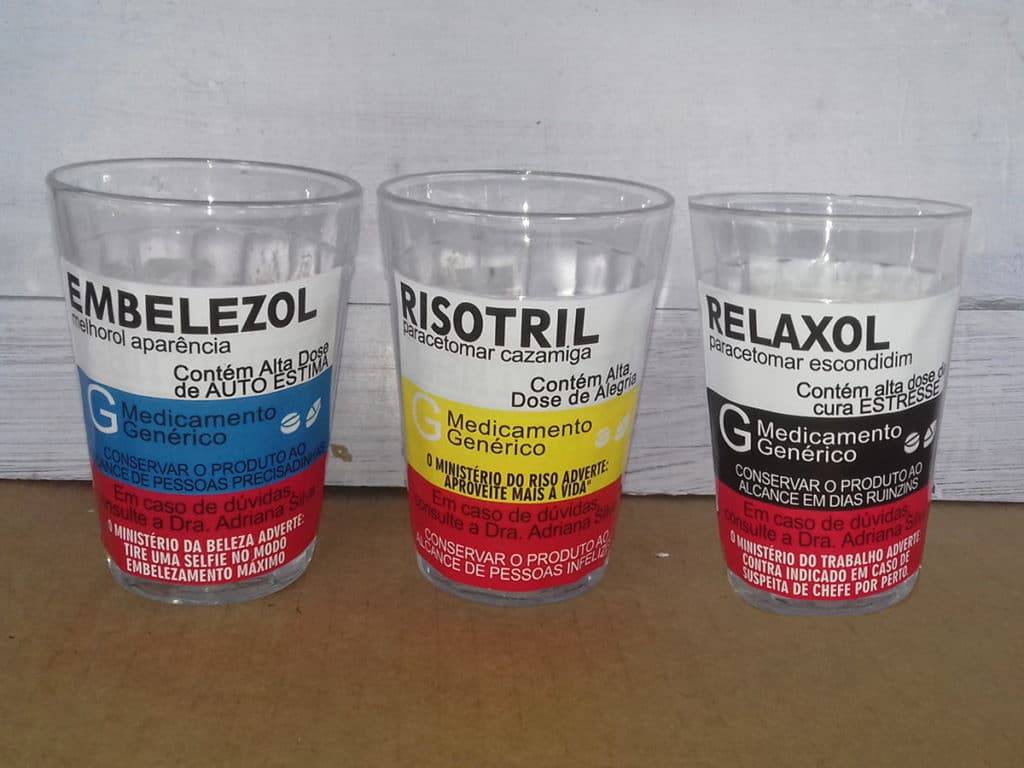 EMBELEZOL
melhorol aparência
Contém Alta Dose
de AUTO ESTIMA
G Medicamento
Genérico
CONSERVAR O PRODUTO AO
ALCANCE DE PESSOAS PRECISADINHAS
Em caso de dúvidas
consulte a Dra. Adriana Silva
O MINISTÉRIO DA BELEZA ADVERTE:
TIRE UMA SELFIE NO MODO
EMBELEZAMENTO MÁXIMO
RISOTRIL
paracetomar cazamiga
Contém Alta
Dose de Alegria
G Medicamento
Genérico
O MINISTÉRIO DO RISO ADVERTE:
APROVEITE MAIS A VIDA"
Em caso de dúvidas
consulte a Dra. Adriana Silva
CONSERVAR O PRODUTO AO
ALCANCE DE PESSOAS INFELIZ
RELAXOL
paracetomar escondidim
Contém alta dose de
cura ESTRESSE
G Medicamento
Genérico
CONSERVAR O PRODUTO AO
ALCANCE EM DIAS RUINZINS
Em caso de dúvidas
consulte a Dra. Adriana Silva
O MINISTÉRIO DO TRABALHO ADVERTE
CONTRA INDICADO EM CASO DE
SUSPEITA DE CHEFE POR PERTO.